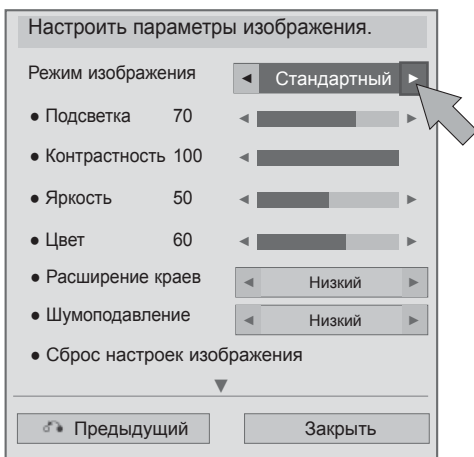 Настроить параметры изображения.
Режим изображения ◄ Стандартный ►
● Подсветка 70
● Контрастность 100
● Яркость 50
● Цвет 60
● Расширение краев ◄ Низкий ►
● Шумоподавление ◄ Низкий ►
● Сброс настроек изображения
Предыдущий Закрыть